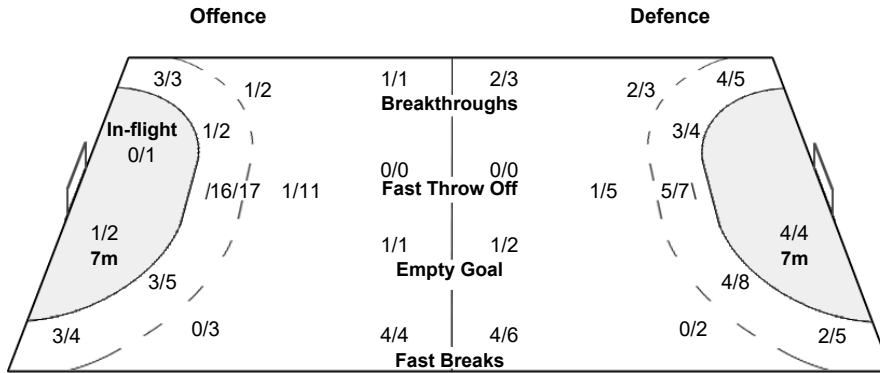 Offence Defence
3/3 1/2 1/1 2/3 2/3 4/5
Breakthroughs
In-flight 1/2 3/4
0/1
0/0 0/0
/16/17 1/11 Fast Throw Off 1/5 5/7\
1/2 1/1 1/2 4/4
7m Empty Goal 7m
3/5 4/8
3/4 0/3 4/4 4/6 0/2 2/5
Fast Breaks